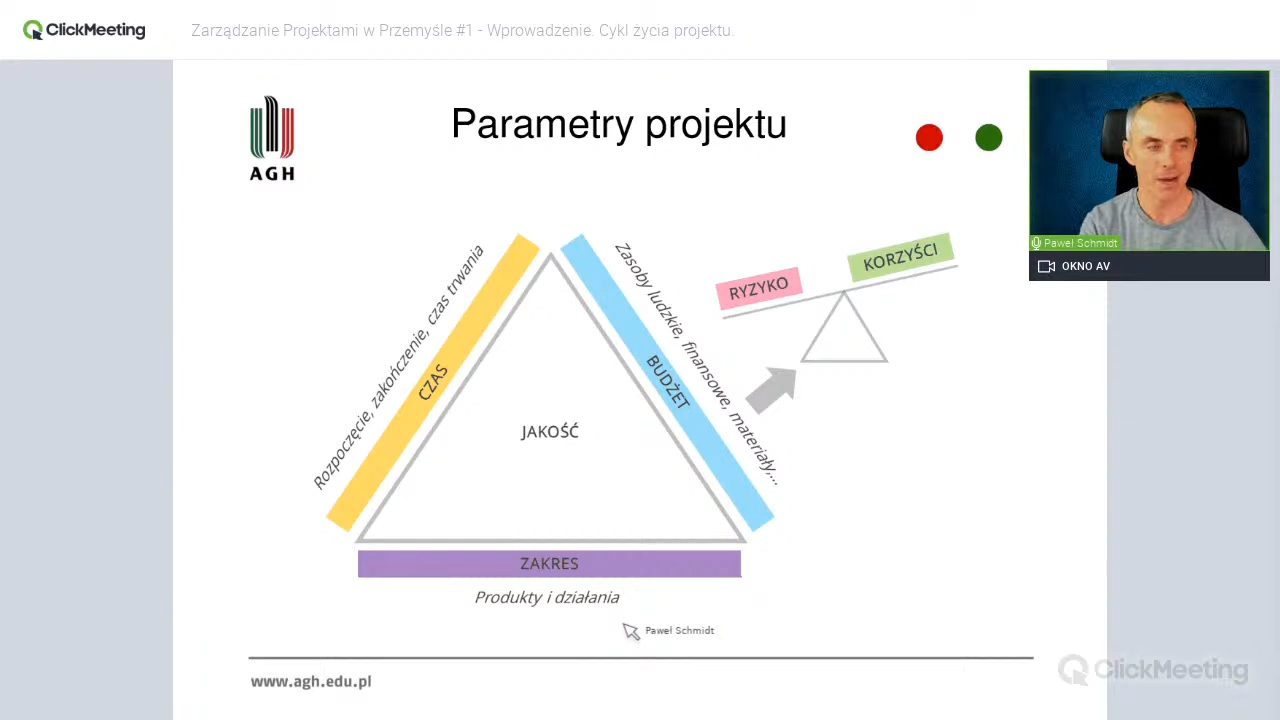 ClickMeeting
Zarządzanie Projektami w Przemyśle #1 - Wprowadzenie. Cykl życia projektu.
AGH
Parametry projektu
Paweł Schmidt
OKNO AV
Rozpoczęcie, zakończenie, czas trwania
CZAS
Zasoby ludzkie, finansowe, materiały,...
BUDŻET
RYZYKO
KORZYŚCI
JAKOŚĆ
ZAKRES
Produkty i działania
Paweł Schmidt
www.agh.edu.pl
ClickMeeting